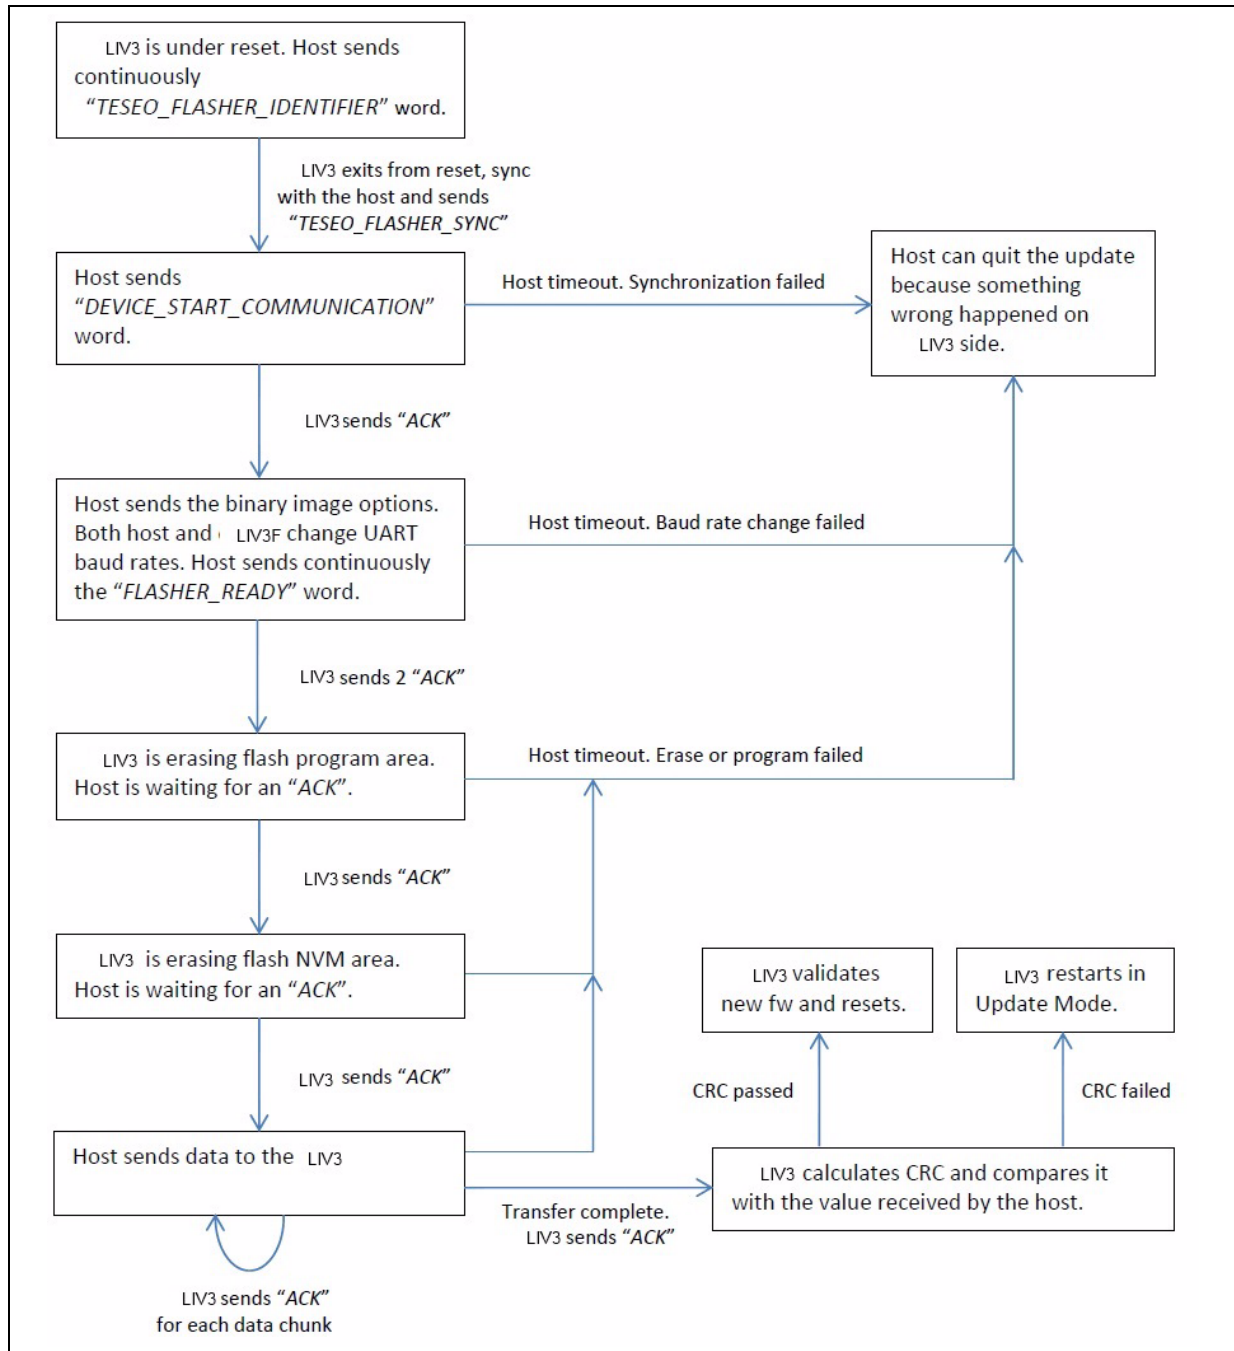 LIV3 is under reset. Host sends
continuously
“TESEO_FLASHER_IDENTIFIER” word.
LIV3 exits from reset, sync
with the host and sends
“TESEO_FLASHER_SYNC”
Host sends
“DEVICE_START_COMMUNICATION”
word.
Host timeout. Synchronization failed
Host can quit the update
because something
wrong happened on
LIV3 side.
LIV3 sends “ACK”
Host sends the binary image options.
Both host and LIV3F change UART
baud rates. Host sends continuously
the “FLASHER_READY” word.
Host timeout. Baud rate change failed
LIV3 sends 2 “ACK”
LIV3 is erasing flash program area.
Host is waiting for an “ACK”.
Host timeout. Erase or program failed
LIV3 sends “ACK”
LIV3 is erasing flash NVM area.
Host is waiting for an “ACK”.
LIV3 validates
new fw and resets.
LIV3 restarts in
Update Mode.
LIV3 sends “ACK”
CRC passed
CRC failed
Host sends data to the LIV3
LIV3 calculates CRC and compares it
with the value received by the host.
Transfer complete.
LIV3 sends “ACK”
LIV3 sends “ACK”
for each data chunk